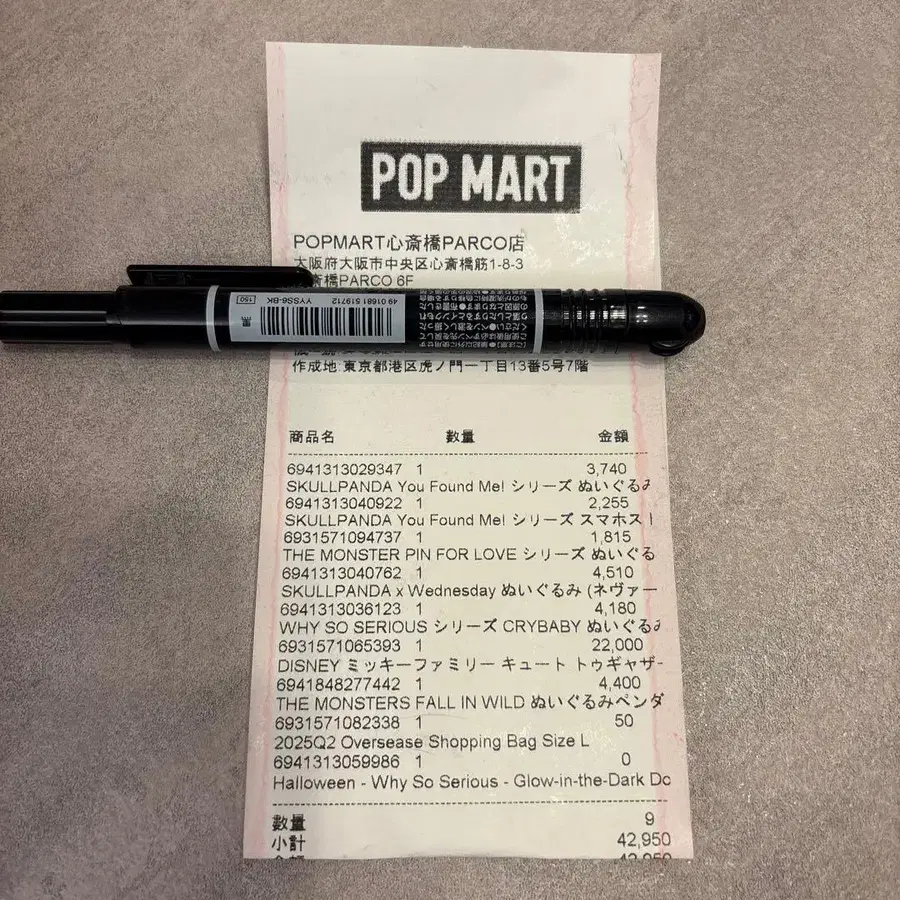 POP MART
POPMART心斎橋PARCO店
大阪府大阪市中央区心斎橋筋1-8-3
斎橋PARCO 6F
49 01681 519712
YYSS6-BK
150
黒
作成地:東京都港区虎ノ門一丁目13番5号7階
商品名 數量 金額
6941313029347 1 3,740
SKULLPANDA You Found Me! シリーズ ぬいぐるみ
6941313040922 1 2,255
SKULLPANDA You Found Me! シリーズ スマホス
6931571094737 1 1,815
THE MONSTER PIN FOR LOVE シリーズ ぬいぐる
6941313040762 1 4,510
SKULLPANDA x Wednesday ぬいぐるみ (ネヴァー
6941313036123 1 4,180
WHY SO SERIOUS シリーズ CRYBABY ぬいぐる
6931571065393 1 22,000
DISNEY ミッキーファミリー キュート トゥギャザー
6941848277442 1 4,400
THE MONSTERS FALL IN WILD ぬいぐるみペンダ
6931571082338 1 50
2025Q2 Oversease Shopping Bag Size L
6941313059986 1 0
Halloween - Why So Serious - Glow-in-the-Dark Dc
数量 9
小計 42,950